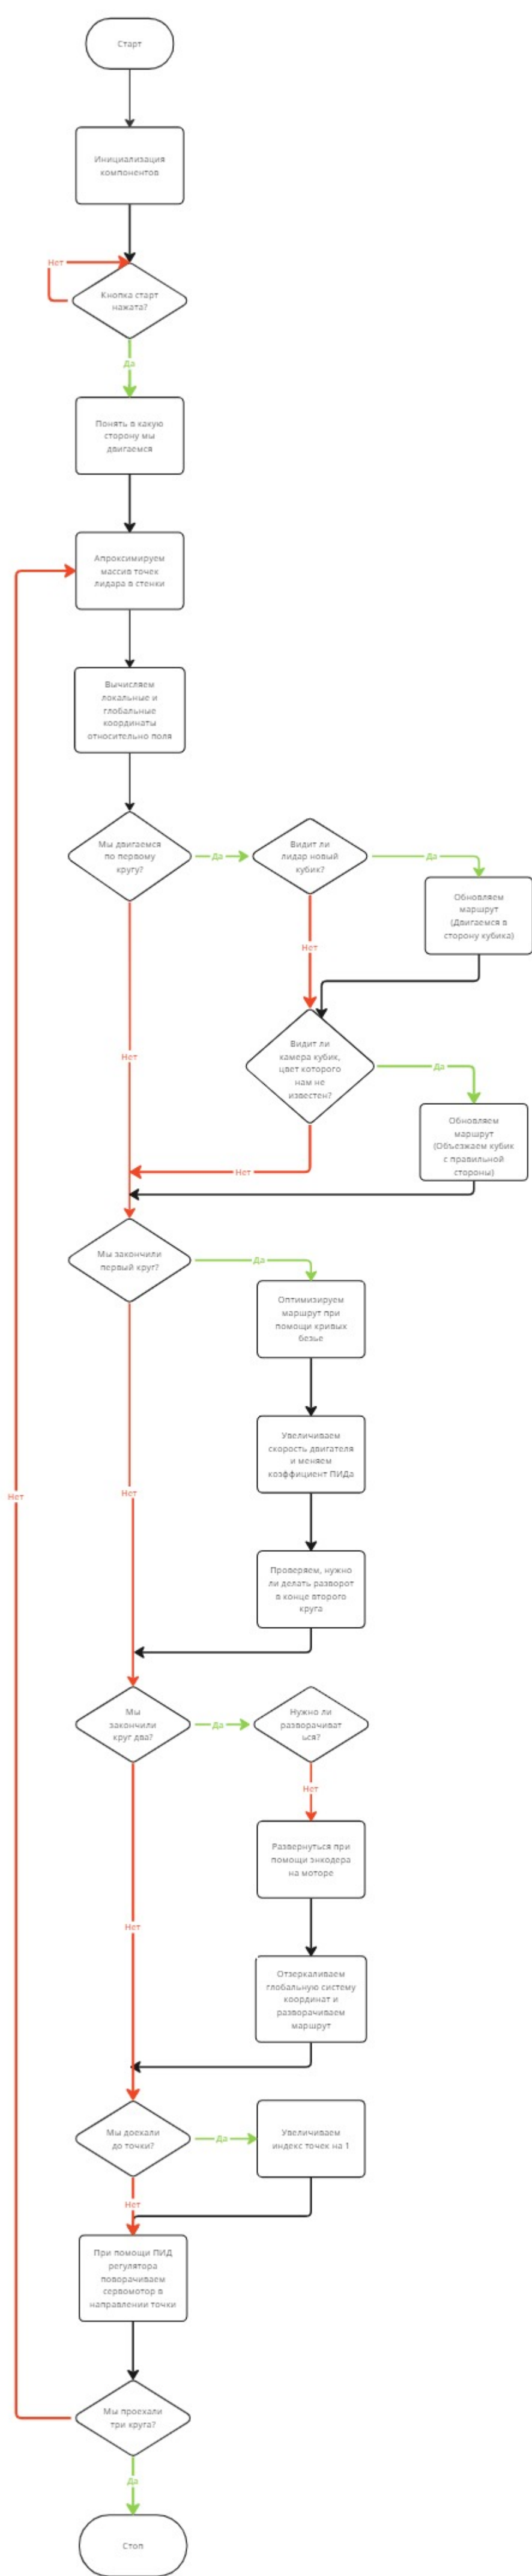 Старт
Инициализация
компонентов
Нет
Кнопка старт
нажата?
Да
Понять в какую
сторону мы
двигаемся
Апроксимируем
массив точек
лидара в стенки
Вычисляем
локальные и
глобальные
координаты
относительно поля
Мы двигаемся
по первому
кругу?
Да
Видит ли
лидар новый
кубик?
Да
Обновляем
маршрут
(Двигаемся в
сторону кубика)
Нет
Нет
Видит ли
камера кубик,
цвет которого
нам не
известен?
Да
Обновляем
маршрут
(Объезжаем кубик
с правильной
стороны)
Нет
Мы закончили
первый круг?
Да
Оптимизируем
маршрут при
помощи кривых
безье
Увеличиваем
скорость двигателя
и меняем
коэффициент ПИДа
Нет
Нет
Проверяем, нужно
ли делать разворот
в конце второго
круга
Мы
закончили
круг два?
Да
Нужно ли
разворачиват
ься?
Нет
Развернуться при
помощи энкодера
на моторе
Нет
Отзеркаливаем
глобальную систему
координат и
разворачиваем
маршрут
Мы доехали
до точки?
Да
Увеличиваем
индекс точек на 1
Нет
При помощи ПИД
регулятора
поворачиваем
сервомотор в
направлении точки
Мы проехали
три круга?
Да
Стоп